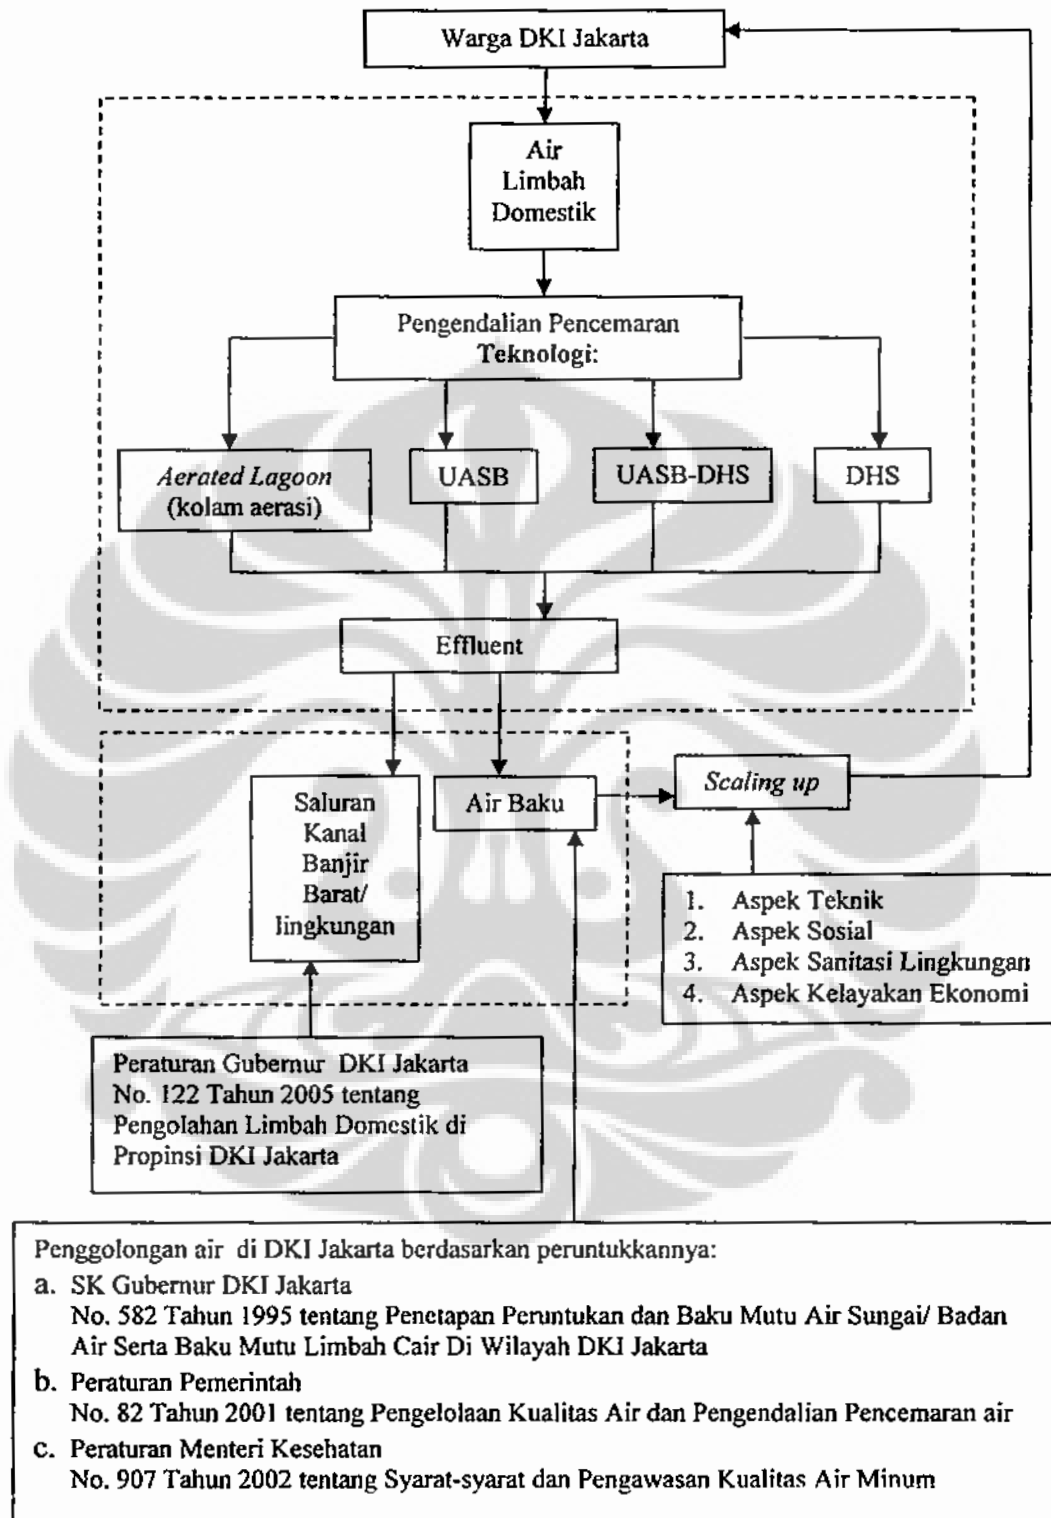 Warga DKI Jakarta
Air
Limbah
Domestik
Pengendalian Pencemaran
Teknologi:
Aerated Lagoon
(kolam aerasi)
UASB
UASB-DHS
DHS
Effluent
Saluran
Kanal
Banjir
Barat/
lingkungan
Air Baku
Scaling up
1. Aspek Teknik
2. Aspek Sosial
3. Aspek Sanitasi Lingkungan
4. Aspek Kelayakan Ekonomi
Peraturan Gubernur DKI Jakarta
No. 122 Tahun 2005 tentang
Pengolahan Limbah Domestik di
Propinsi DKI Jakarta
Penggolongan air di DKI Jakarta berdasarkan peruntukkannya:
a. SK Gubernur DKI Jakarta
No. 582 Tahun 1995 tentang Penetapan Peruntukan dan Baku Mutu Air Sungai/ Badan
Air Serta Baku Mutu Limbah Cair Di Wilayah DKI Jakarta
b. Peraturan Pemerintah
No. 82 Tahun 2001 tentang Pengelolaan Kualitas Air dan Pengendalian Pencemaran air
c. Peraturan Menteri Kesehatan
No. 907 Tahun 2002 tentang Syarat-syarat dan Pengawasan Kualitas Air Minum